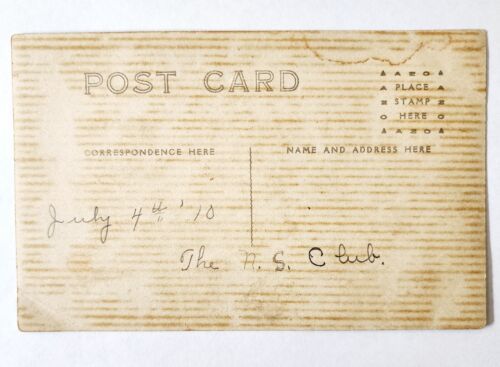 POST CARD
▲ A Z O ▲
A PLACE A
Z STAMP Z
O HERE O
▲ A Z O ▲
CORRESPONDENCE HERE
NAME AND ADDRESS HERE
July 4th '10
The N. S. Club.